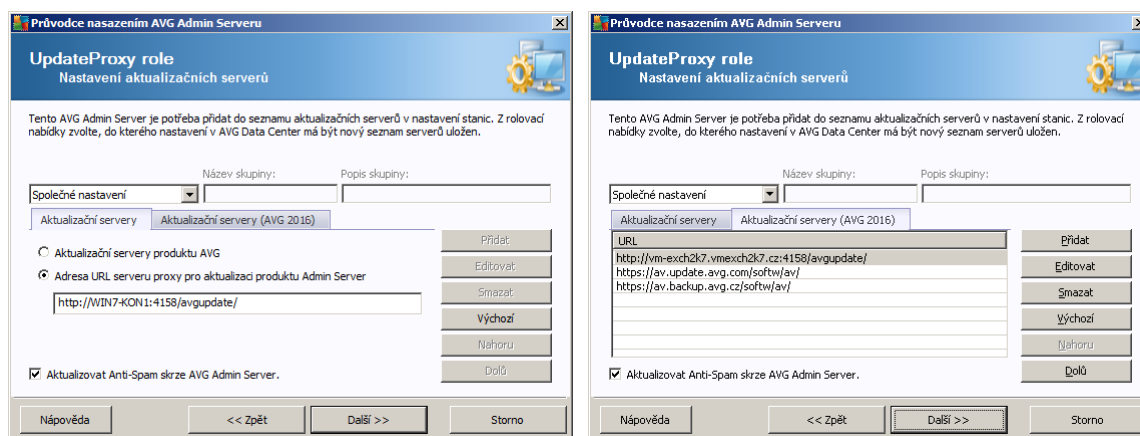 Průvodce nasazením AVG Admin Serveru
UpdateProxy role
Nastavení aktualizačních serverů
Tento AVG Admin Server je potřeba přidat do seznamu aktualizačních serverů v nastavení stanic. Z rolovací
nabídky zvolte, do kterého nastavení v AVG Data Center má být nový seznam serverů uložen.
Název skupiny: Popis skupiny:
Společné nastavení
Aktualizační servery Aktualizační servery (AVG 2016)
Aktualizační servery produktu AVG
Adresa URL serveru proxy pro aktualizaci produktu Admin Server
http://WIN7-KON1:4158/avgupdate/
Přidat
Editovat
Smazat
Výchozí
Nahoru
Dolů
Aktualizovat Anti-Spam skrze AVG Admin Server.
Nápověda << Zpět Další >> Storno
Průvodce nasazením AVG Admin Serveru
UpdateProxy role
Nastavení aktualizačních serverů
Tento AVG Admin Server je potřeba přidat do seznamu aktualizačních serverů v nastavení stanic. Z rolovací
nabídky zvolte, do kterého nastavení v AVG Data Center má být nový seznam serverů uložen.
Název skupiny: Popis skupiny:
Společné nastavení
Aktualizační servery Aktualizační servery (AVG 2016)
URL
http://vm-exch2k7.vmexch2k7.cz:4158/avgupdate/
https://av.update.avg.com/softw/av/
https://av.backup.avg.cz/softw/av/
Přidat
Editovat
Smazat
Výchozí
Nahoru
Dolů
Aktualizovat Anti-Spam skrze AVG Admin Server.
Nápověda << Zpět Další >> Storno